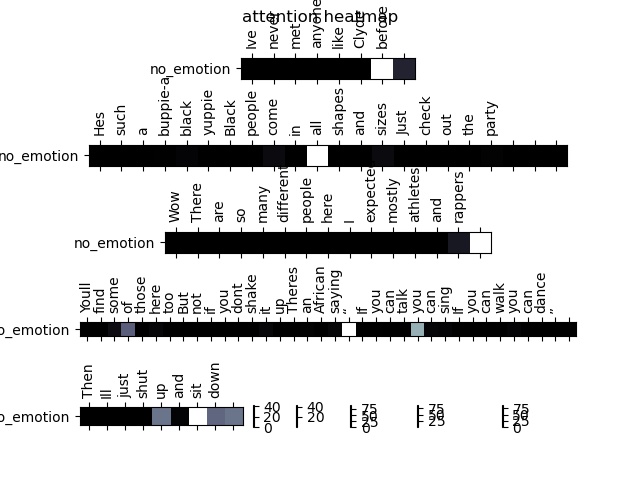 attention heatmap
Ive never met anyone like Clyde before
no_emotion
Hes such a buppie-a black yuppie Black people come in all shapes and sizes Just check out the party
no_emotion
Wow There are so many different people here I expected mostly athletes and rappers
no_emotion
Youll find some of those here too But not if you dont shake it up Theres an African saying “ If you can talk you can sing If you can walk you can dance ”
o_emotion
Then Ill just shut up and sit down
o_emotion
40 40 75 75 75
20 20 50 50 50
0 25 25 25
0 0